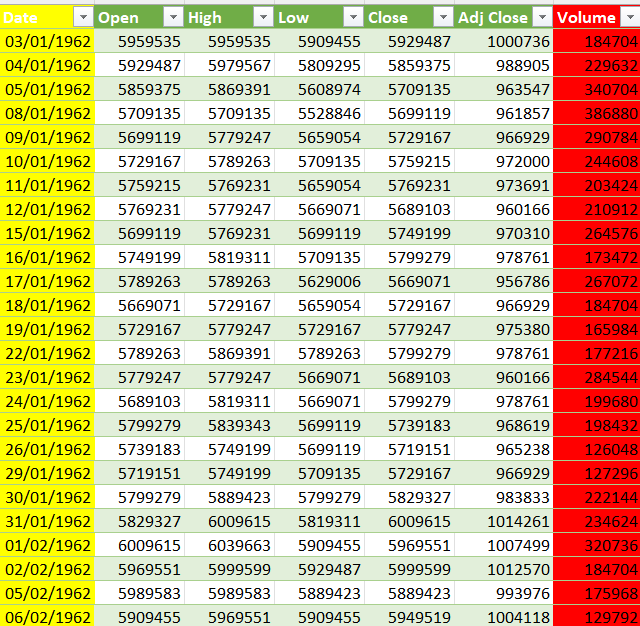 Date Open High Low Close Adj Close Volume
03/01/1962 5959535 5959535 5909455 5929487 1000736 184704
04/01/1962 5929487 5979567 5809295 5859375 988905 229632
05/01/1962 5859375 5869391 5608974 5709135 963547 340704
08/01/1962 5709135 5709135 5528846 5699119 961857 386880
09/01/1962 5699119 5779247 5659054 5729167 966929 290784
10/01/1962 5729167 5789263 5709135 5759215 972000 244608
11/01/1962 5759215 5769231 5659054 5769231 973691 203424
12/01/1962 5769231 5779247 5669071 5689103 960166 210912
15/01/1962 5699119 5769231 5699119 5749199 970310 264576
16/01/1962 5749199 5819311 5709135 5799279 978761 173472
17/01/1962 5789263 5789263 5629006 5669071 956786 267072
18/01/1962 5669071 5729167 5659054 5729167 966929 184704
19/01/1962 5729167 5779247 5729167 5779247 975380 165984
22/01/1962 5789263 5869391 5789263 5799279 978761 177216
23/01/1962 5779247 5779247 5669071 5689103 960166 284544
24/01/1962 5689103 5819311 5669071 5799279 978761 199680
25/01/1962 5799279 5839343 5699119 5739183 968619 198432
26/01/1962 5739183 5749199 5699119 5719151 965238 126048
29/01/1962 5719151 5749199 5709135 5729167 966929 127296
30/01/1962 5799279 5889423 5799279 5829327 983833 222144
31/01/1962 5829327 6009615 5819311 6009615 1014261 234624
01/02/1962 6009615 6039663 5909455 5969551 1007499 320736
02/02/1962 5969551 5999599 5929487 5999599 1012570 184704
05/02/1962 5989583 5989583 5889423 5889423 993976 175968
06/02/1962 5909455 5969551 5909455 5949519 1004118 129792